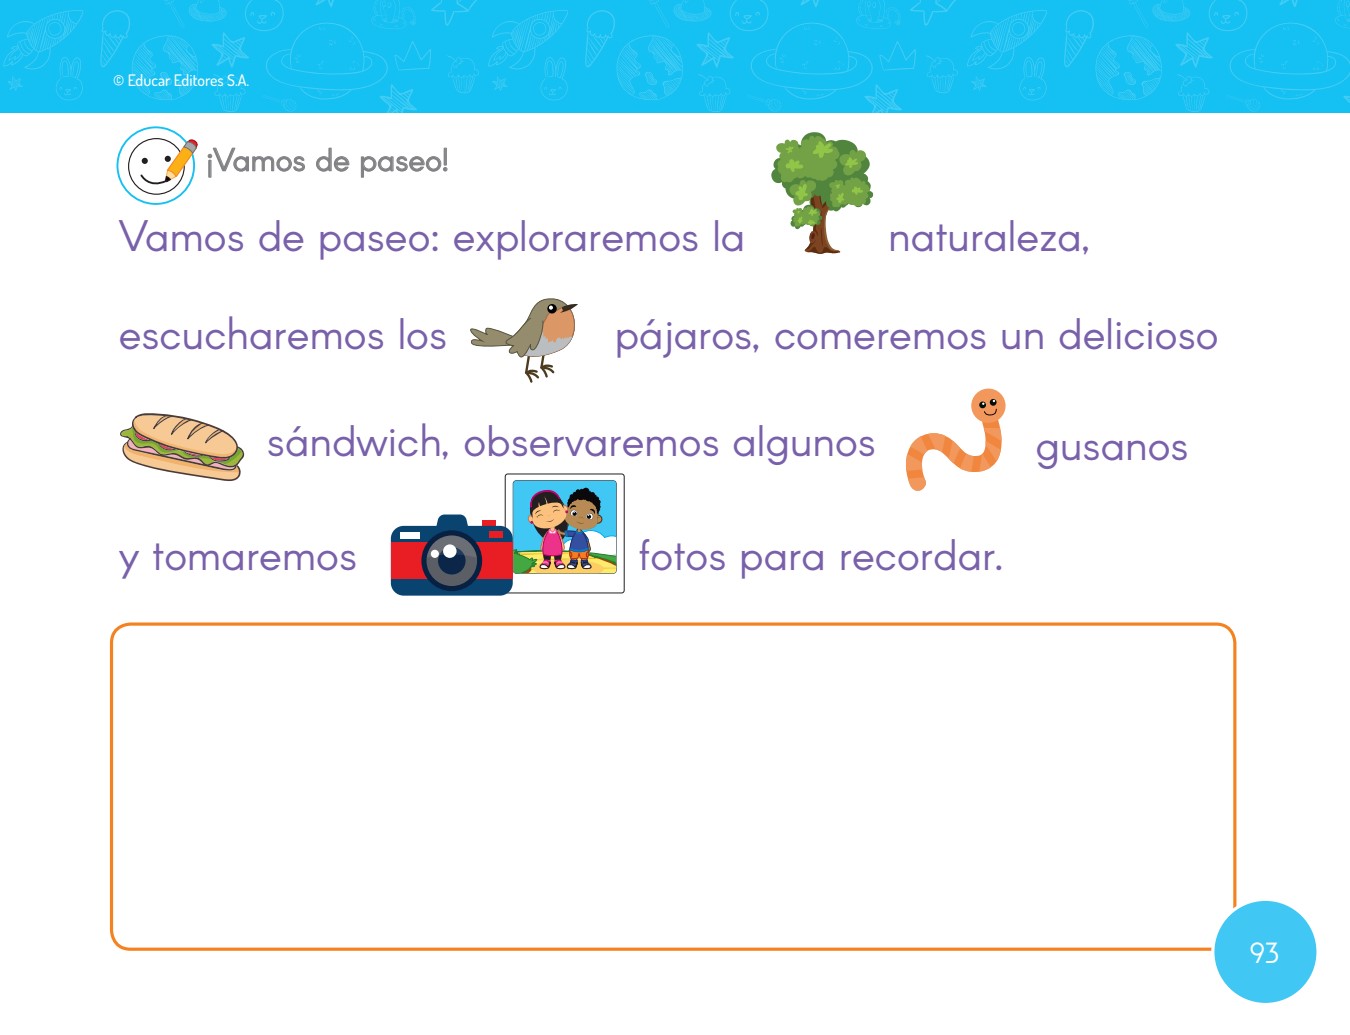 © Educar Editores S.A.
¡Vamos de paseo!
Vamos de paseo: exploraremos la naturaleza,
escucharemos los pájaros, comeremos un delicioso
sándwich, observaremos algunos gusanos
y tomaremos fotos para recordar.
93